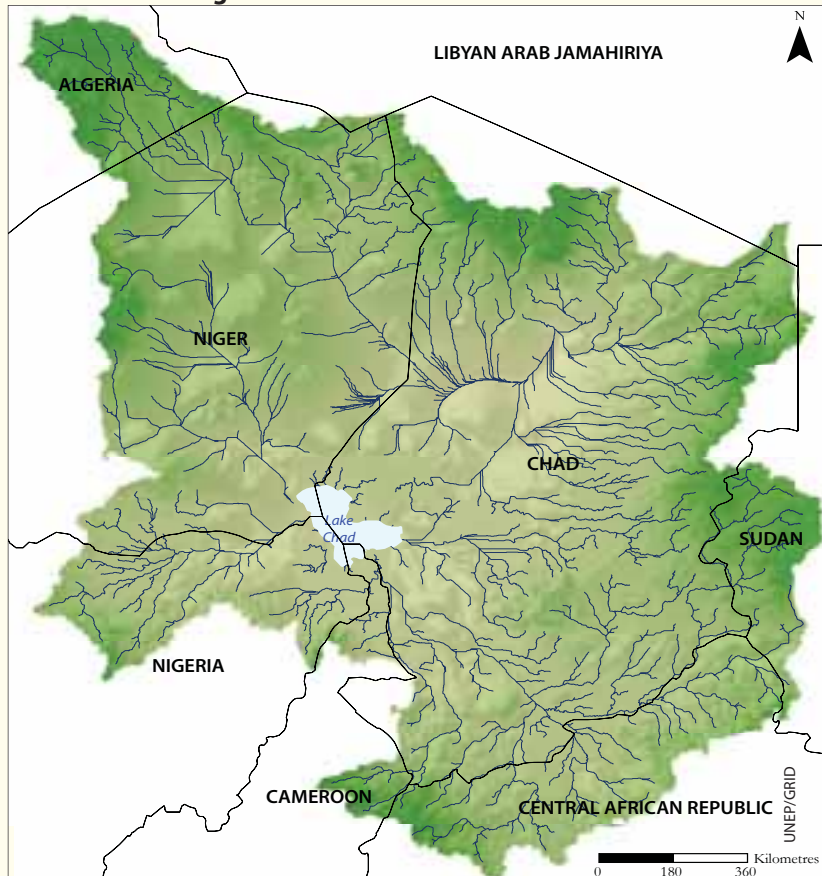 N
LIBYAN ARAB JAMAHIRIYA
ALGERIA
NIGER
CHAD
Lake
Chad
SUDAN
NIGERIA
CAMEROON
CENTRAL AFRICAN REPUBLIC
UNEP/GRID
Kilometres
0 180 360